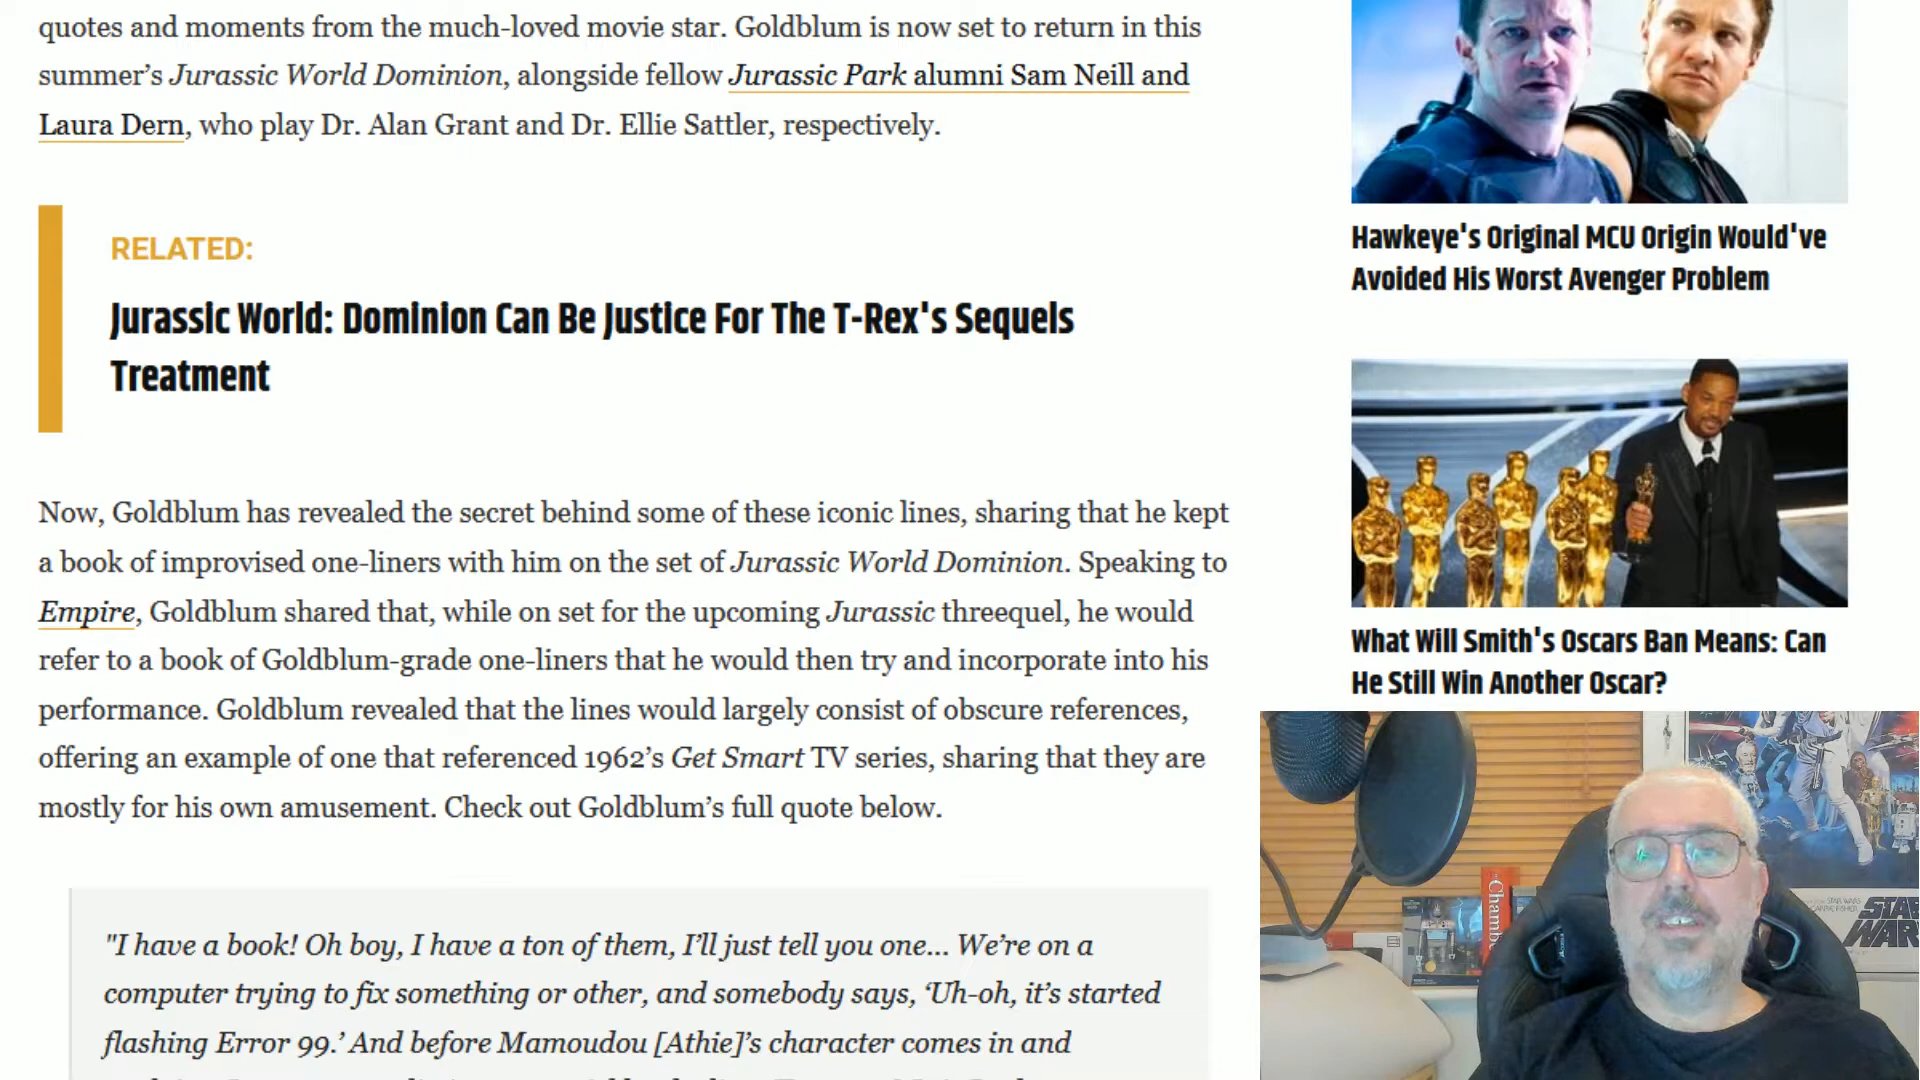 quotes and moments from the much-loved movie star. Goldblum is now set to return in this
summer’s Jurassic World Dominion, alongside fellow Jurassic Park alumni Sam Neill and
Laura Dern, who play Dr. Alan Grant and Dr. Ellie Sattler, respectively.
RELATED:
Jurassic World: Dominion Can Be Justice For The T-Rex's Sequels
Treatment
Now, Goldblum has revealed the secret behind some of these iconic lines, sharing that he kept
a book of improvised one-liners with him on the set of Jurassic World Dominion. Speaking to
Empire, Goldblum shared that, while on set for the upcoming Jurassic threequel, he would
refer to a book of Goldblum-grade one-liners that he would then try and incorporate into his
performance. Goldblum revealed that the lines would largely consist of obscure references,
offering an example of one that referenced 1962’s Get Smart TV series, sharing that they are
mostly for his own amusement. Check out Goldblum’s full quote below.
"I have a book! Oh boy, I have a ton of them, I’ll just tell you one... We’re on a
computer trying to fix something or other, and somebody says, ‘Uh-oh, it’s started
flashing Error 99.’ And before Mamoudou [Athie]’s character comes in and
Hawkeye's Original MCU Origin Would've
Avoided His Worst Avenger Problem
What Will Smith's Oscars Ban Means: Can
He Still Win Another Oscar?
Chamb
STAR WARS
CARRIE FISHER
STA
WAR